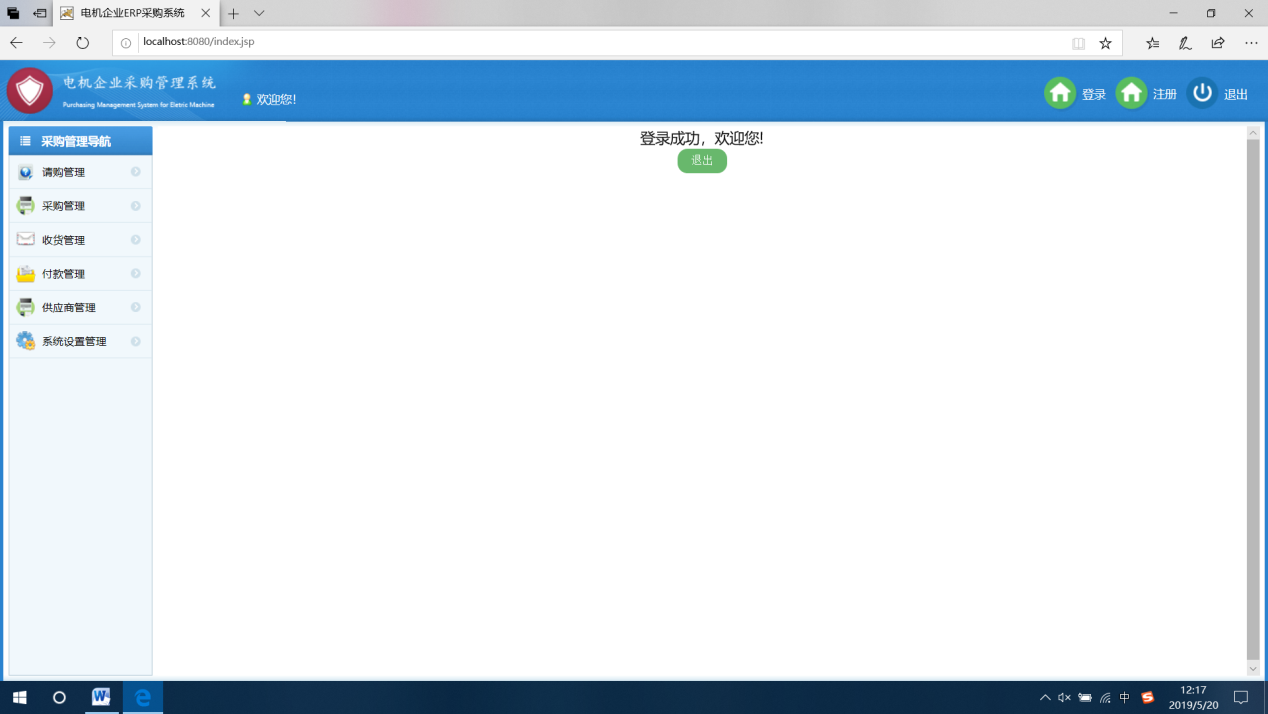 电机企业ERP采购系统
localhost:8080/index.jsp
电机企业采购管理系统
Purchasing Management System for Eletric Machine
欢迎您!
登录
注册
退出
采购管理导航
登录成功，欢迎您!
退出
请购管理
采购管理
收货管理
付款管理
供应商管理
系统设置管理
中
12:17
2019/5/20